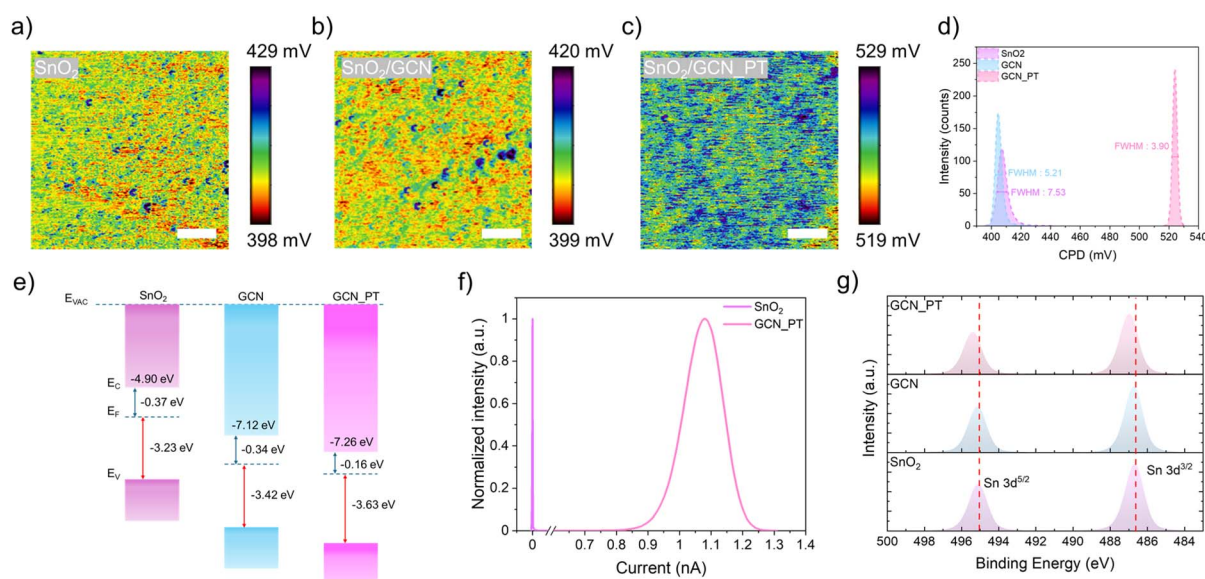 a)
429 mV
SnO2
398 mV
b)
420 mV
SnO2/GCN
399 mV
c)
529 mV
SnO2/GCN_PT
519 mV
d)
SnO2
GCN
GCN_PT
Intensity (counts)
250
200
150
100
50
0
FWHM : 3.90
FWHM : 5.21
FWHM : 7.53
400 420 440 460 480 500 520 540
CPD (mV)
e)
EVAC
SnO2
GCN
GCN_PT
EC
-4.90 eV
-0.37 eV
EF
-3.23 eV
EV
-7.12 eV
-0.34 eV
-3.42 eV
-7.26 eV
-0.16 eV
-3.63 eV
f)
SnO2
GCN_PT
Normalized intensity (a.u.)
1.0
0.8
0.6
0.4
0.2
0.0
0 0.7 0.8 0.9 1 1.1 1.2 1.3 1.4
Current (nA)
g)
GCN_PT
GCN
SnO2
Sn 3d5/2
Sn 3d3/2
Intensity (a.u.)
500 498 496 494 492 490 488 486 484
Binding Energy (eV)